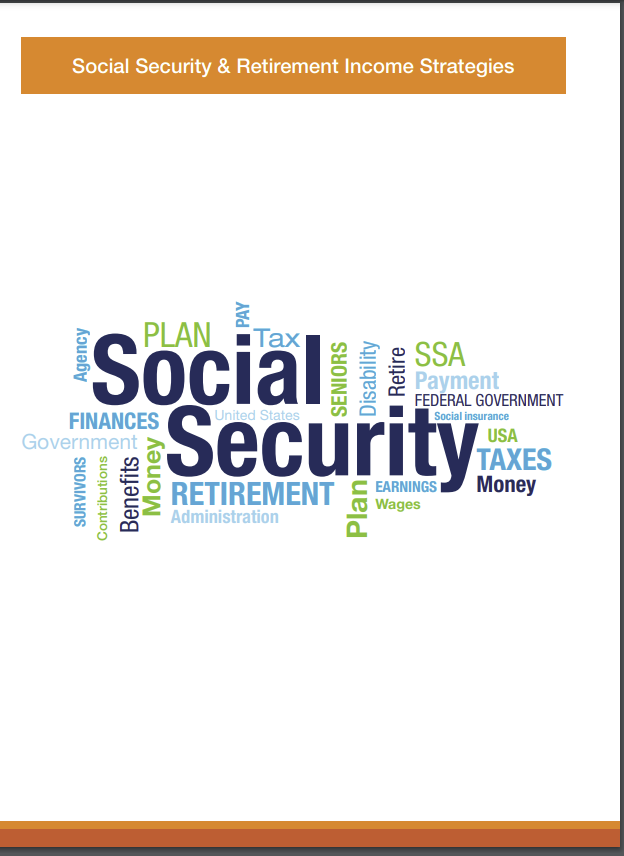 Social Security & Retirement Income Strategies
PAY
PLAN
Tax
Agency
Social
SENIORS
Disability
Retire
SSA
Payment
FEDERAL GOVERNMENT
FINANCES
United States
Social insurance
Government
Security
USA
TAXES
SURVIVORS
Contributions
Benefits
Money
RETIREMENT
Plan
EARNINGS
Money
Administration
Wages